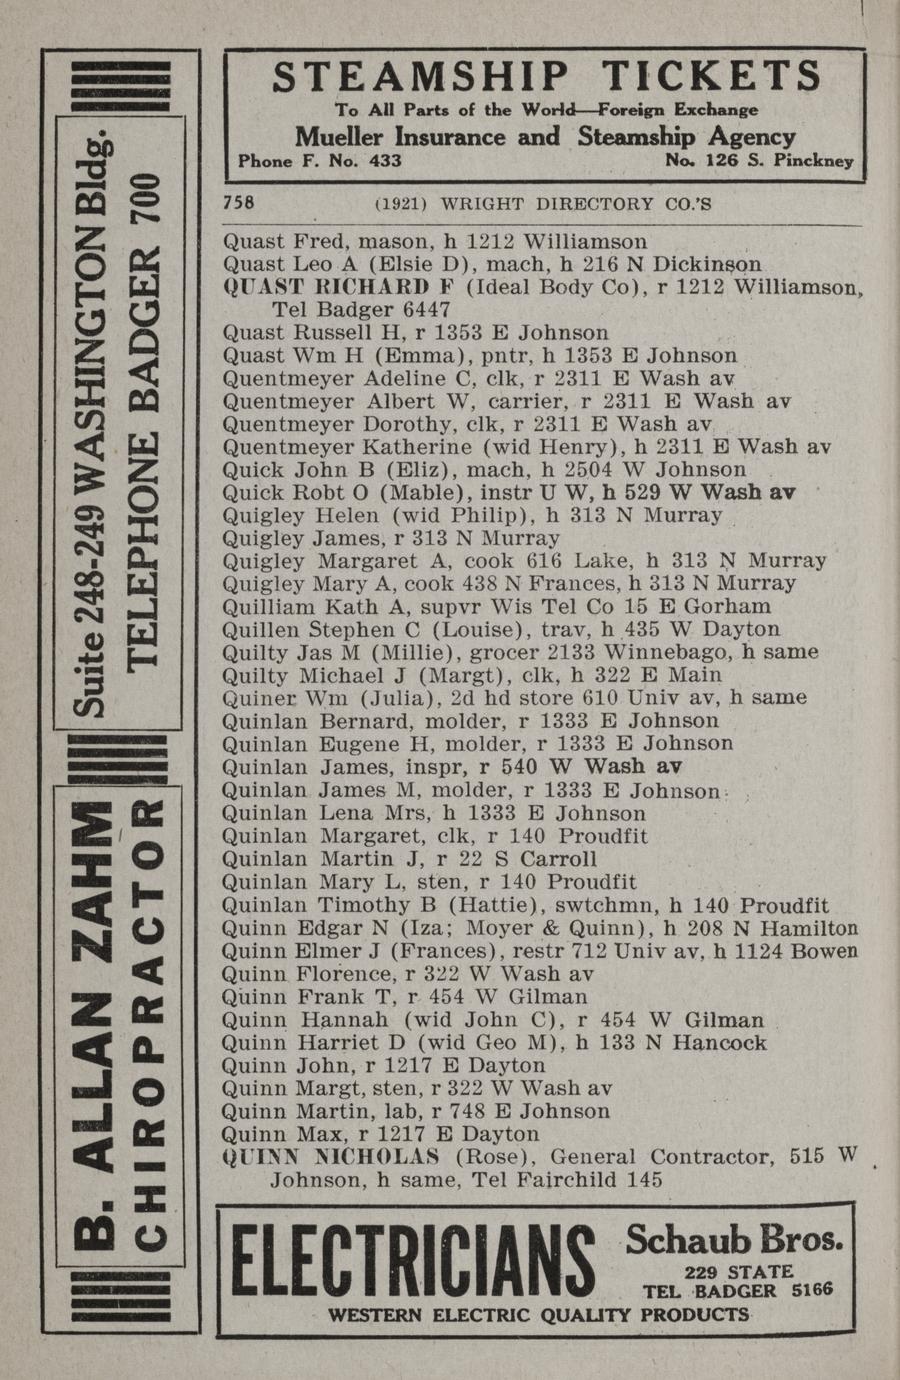 STEAMSHIP TICKETS
To All Parts of the World—Foreign Exchange
Mueller Insurance and Steamship Agency
Phone F. No. 433 No. 126 S. Pinckney
758 (1921) WRIGHT DIRECTORY CO.'S
Quast Fred, mason, h 1212 Williamson
Quast Leo A (Elsie D), mach, h 216 N Dickinson
QUAST RICHARD F (Ideal Body Co), r 1212 Williamson,
Tel Badger 6447
Quast Russell H, r 1353 E Johnson
Quast Wm H (Emma), pntr, h 1353 E Johnson
Quentmeyer Adeline C, clk, r 2311 E Wash av
Quentmeyer Albert W, carrier, r 2311 E Wash av
Quentmeyer Dorothy, clk, r 2311 E Wash av
Quentmeyer Katherine (wid Henry), h 2311 E Wash av
Quick John B (Eliz), mach, h 2504 W Johnson
Quick Robt O (Mable), instr U W, h 529 W Wash av
Quigley Helen (wid Philip), h 313 N Murray
Quigley James, r 313 N Murray
Quigley Margaret A, cook 616 Lake, h 313 N Murray
Quigley Mary A, cook 438 N Frances, h 313 N Murray
Quilliam Kath A, supvr Wis Tel Co 15 E Gorham
Quillen Stephen C (Louise), trav, h 435 W Dayton
Quilty Jas M (Millie), grocer 2133 Winnebago, h same
Quilty Michael J (Margt), clk, h 322 E Main
Quiner Wm (Julia), 2d hd store 610 Univ av, h same
Quinlan Bernard, molder, r 1333 E Johnson
Quinlan Eugene H, molder, r 1333 E Johnson
Quinlan James, inspr, r 540 W Wash av
Quinlan James M, molder, r 1333 E Johnson
Quinlan Lena Mrs, h 1333 E Johnson
Quinlan Margaret, clk, r 140 Proudfit
Quinlan Martin J, r 22 S Carroll
Quinlan Mary L, sten, r 140 Proudfit
Quinlan Timothy B (Hattie), swtchmn, h 140 Proudfit
Quinn Edgar N (Iza; Moyer & Quinn), h 208 N Hamilton
Quinn Elmer J (Frances), restr 712 Univ av, h 1124 Bowen
Quinn Florence, r 322 W Wash av
Quinn Frank T, r 454 W Gilman
Quinn Hannah (wid John C), r 454 W Gilman
Quinn Harriet D (wid Geo M), h 133 N Hancock
Quinn John, r 1217 E Dayton
Quinn Margt, sten, r 322 W Wash av
Quinn Martin, lab, r 748 E Johnson
Quinn Max, r 1217 E Dayton
QUINN NICHOLAS (Rose), General Contractor, 515 W
Johnson, h same, Tel Fairchild 145
B. ALLAN ZAHM
CHIROPRACTOR
Suite 248-249 WASHINGTON Bldg.
TELEPHONE BADGER 700
ELECTRICIANS
Schaub Bros.
229 STATE
TEL BADGER 5166
WESTERN ELECTRIC QUALITY PRODUCTS